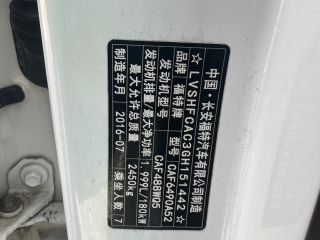 中国·长安福特汽车有限公司制造
☆LVSHFCAC3GH151442☆
品牌 福特牌 型号 CAF6490A52
发动机型号 CAF488WQ5
发动机排量/最大净功率 1.999L/180kW
最大允许总质量 2450kg
制造年月 2016-07 乘坐人数 7